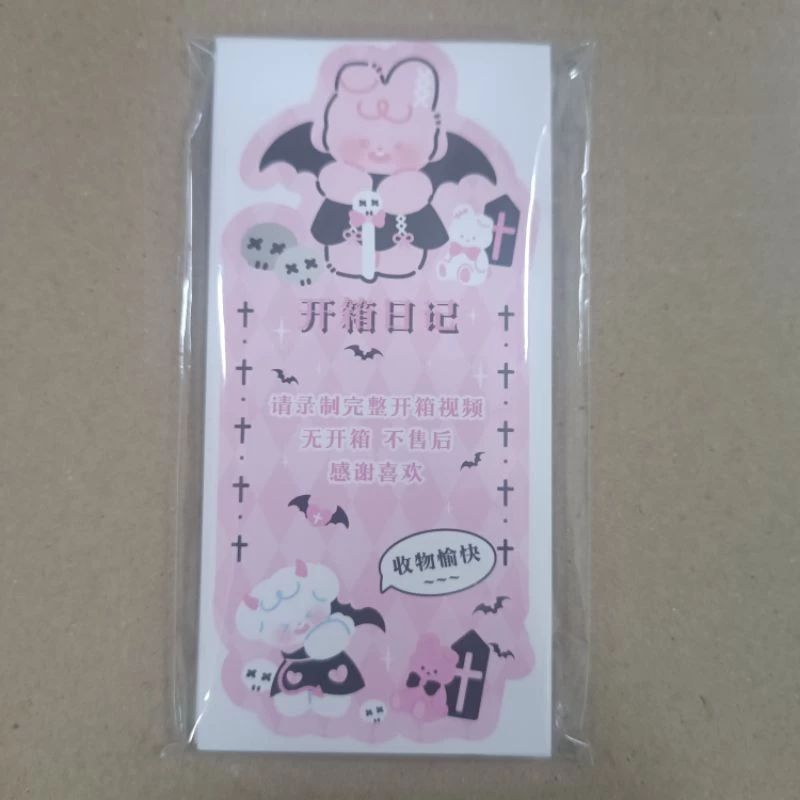 开箱日记
请录制完整开箱视频
无开箱 不售后
感谢喜欢
收物愉快
~~~